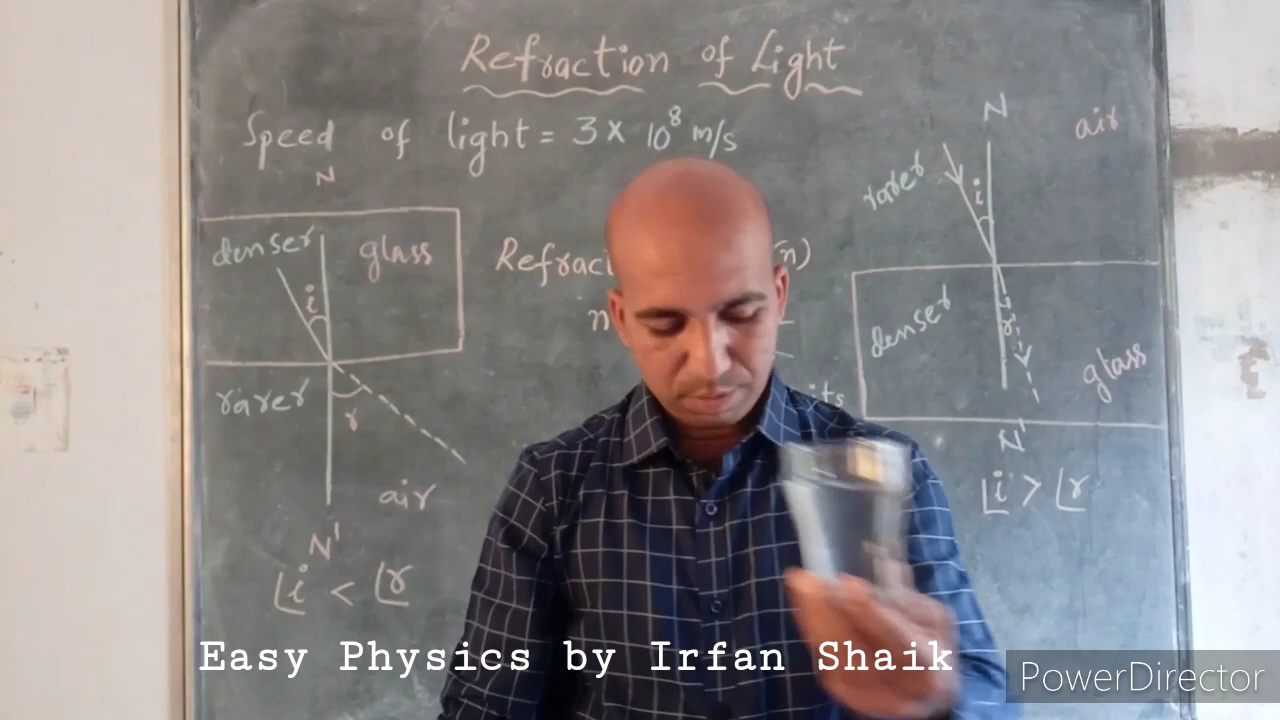 Refraction of Light
Speed of light = 3 x 10⁸ m/s
N
denser
glass
i
rarer
r
air
N'
∠i < ∠r
n)
n
N
air
rarer
i
denser
r
glass
N'
∠i > ∠r
Easy Physics by Irfan Shaik
PowerDirector